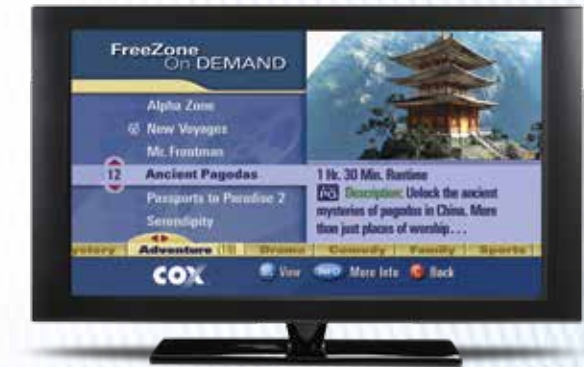 FreeZone
On DEMAND
Alpha Zone
New Voyages
Mr. Frontman
12 Ancient Pagodas
Passports to Paradise 2
Serendipity
1 Hr. 30 Min. Runtime
PG Description: Unlock the ancient
mysteries of pagodas in China. More
than just places of worship...
ystery Adventure Drama Comedy Family Sports
COX View INFO More Info C Back